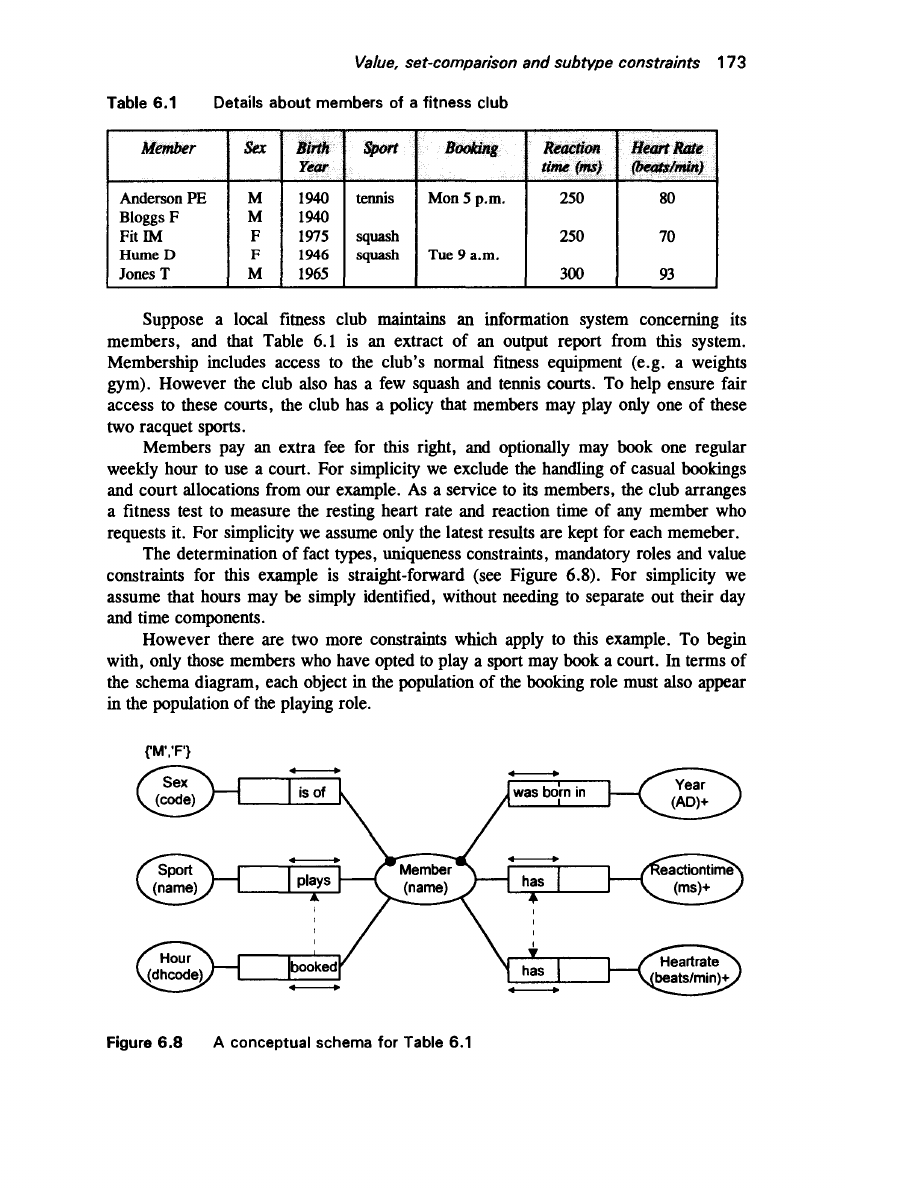 Value, set-comparison and subtype constraints 173
Table 6.1 Details about members of a fitness club
Member Sex Birth Year Sport Booking Reaction time (ms) Heart Rate (beats/min)
Anderson PE M 1940 tennis Mon 5 p.m. 250 80
Bloggs F M 1940
Fit IM F 1975 squash 250 70
Hume D F 1946 squash Tue 9 a.m.
Jones T M 1965 300 93
Suppose a local fitness club maintains an information system concerning its
members, and that Table 6.1 is an extract of an output report from this system.
Membership includes access to the club's normal fitness equipment (e.g. a weights
gym). However the club also has a few squash and tennis courts. To help ensure fair
access to these courts, the club has a policy that members may play only one of these
two racquet sports.
Members pay an extra fee for this right, and optionally may book one regular
weekly hour to use a court. For simplicity we exclude the handling of casual bookings
and court allocations from our example. As a service to its members, the club arranges
a fitness test to measure the resting heart rate and reaction time of any member who
requests it. For simplicity we assume only the latest results are kept for each memeber.
The determination of fact types, uniqueness constraints, mandatory roles and value
constraints for this example is straight-forward (see Figure 6.8). For simplicity we
assume that hours may be simply identified, without needing to separate out their day
and time components.
However there are two more constraints which apply to this example. To begin
with, only those members who have opted to play a sport may book a court. In terms of
the schema diagram, each object in the population of the booking role must also appear
in the population of the playing role.
{'M','F'}
Sex
(code)
is of
was born in
Year
(AD)+
Sport
(name)
plays
Member
(name)
has
Reactiontime
(ms)+
Hour
(dhcode)
booked
has
Heartrate
(beats/min)+
Figure 6.8 A conceptual schema for Table 6.1